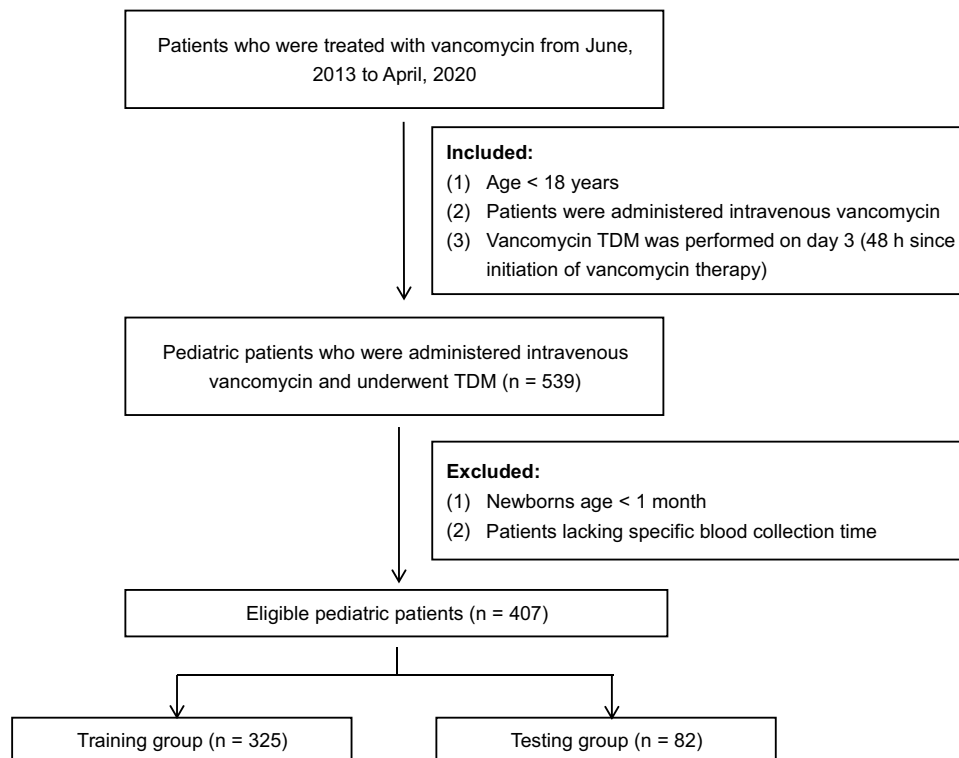 Patients who were treated with vancomycin from June,
2013 to April, 2020
Included:
(1) Age < 18 years
(2) Patients were administered intravenous vancomycin
(3) Vancomycin TDM was performed on day 3 (48 h since
initiation of vancomycin therapy)
Pediatric patients who were administered intravenous
vancomycin and underwent TDM (n = 539)
Excluded:
(1) Newborns age < 1 month
(2) Patients lacking specific blood collection time
Eligible pediatric patients (n = 407)
Training group (n = 325)
Testing group (n = 82)